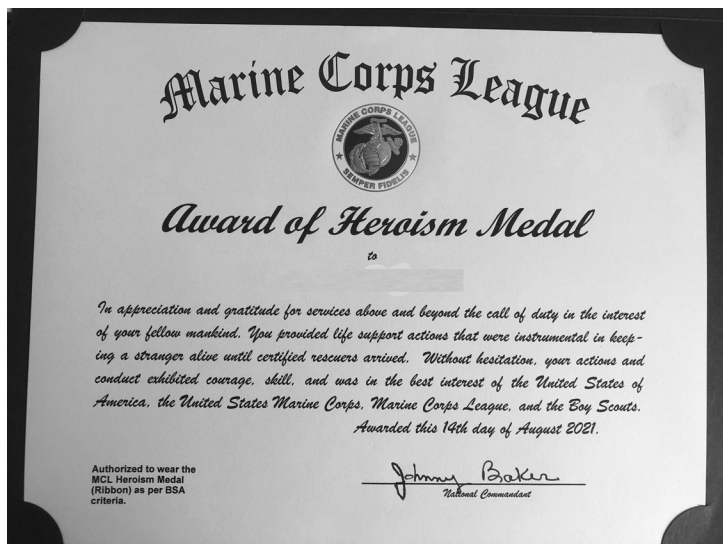 Marine Corps League
MARINE CORPS LEAGUE
SEMPER FIDELIS
Award of Heroism Medal
to
In appreciation and gratitude for services above and beyond the call of duty in the interest
of your fellow mankind. You provided life support actions that were instrumental in keep-
ing a stranger alive until certified rescuers arrived. Without hesitation, your actions and
conduct exhibited courage, skill, and was in the best interest of the United States of
America, the United States Marine Corps, Marine Corps League, and the Boy Scouts.
Awarded this 14th day of August 2021.
Authorized to wear the
MCL Heroism Medal
(Ribbon) as per BSA
criteria.
Johnny Baker
National Commandant